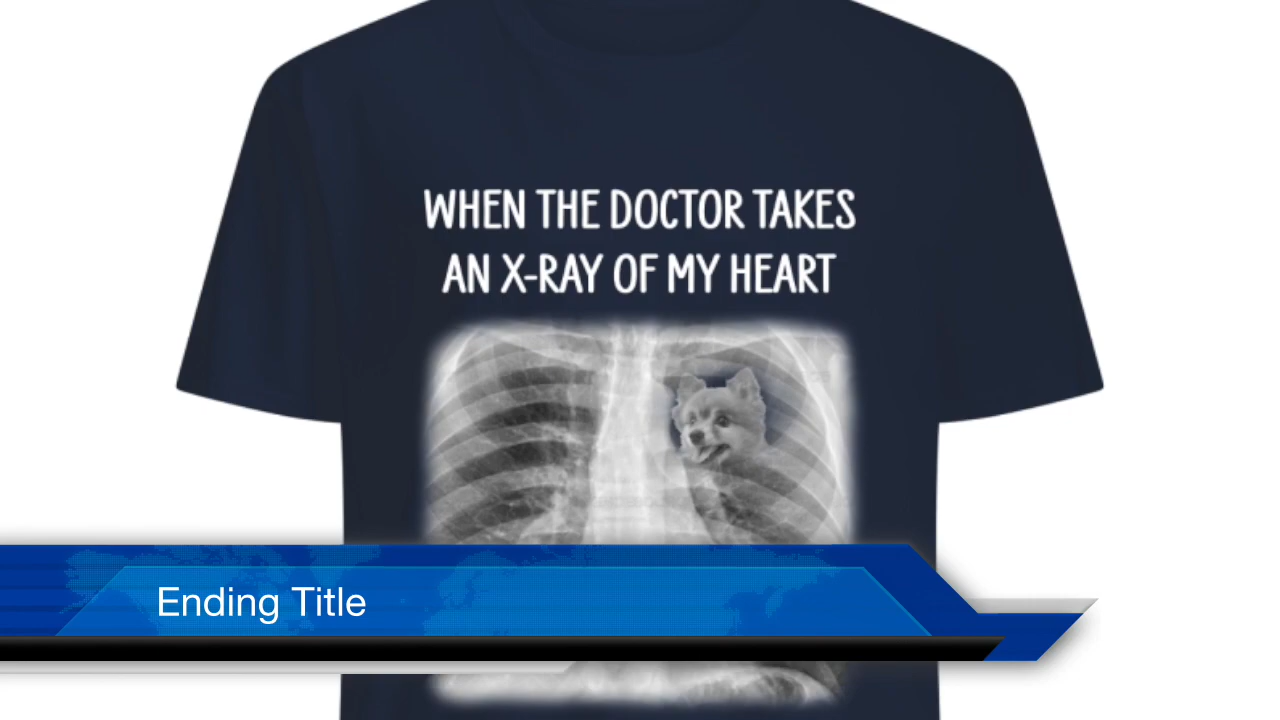 WHEN THE DOCTOR TAKES
AN X-RAY OF MY HEART
Ending Title